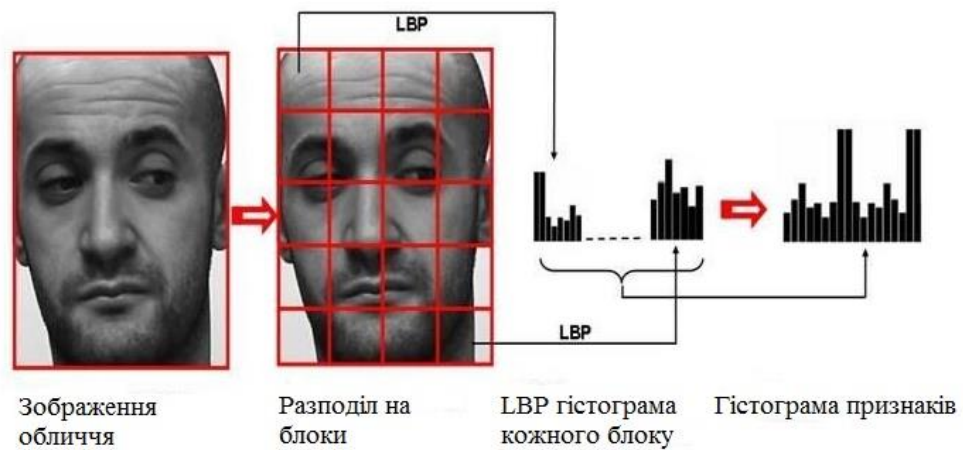 LBP
LBP
Зображення
обличчя
Разподіл на
блоки
LBP гістограма
кожного блоку
Гістограма признаків